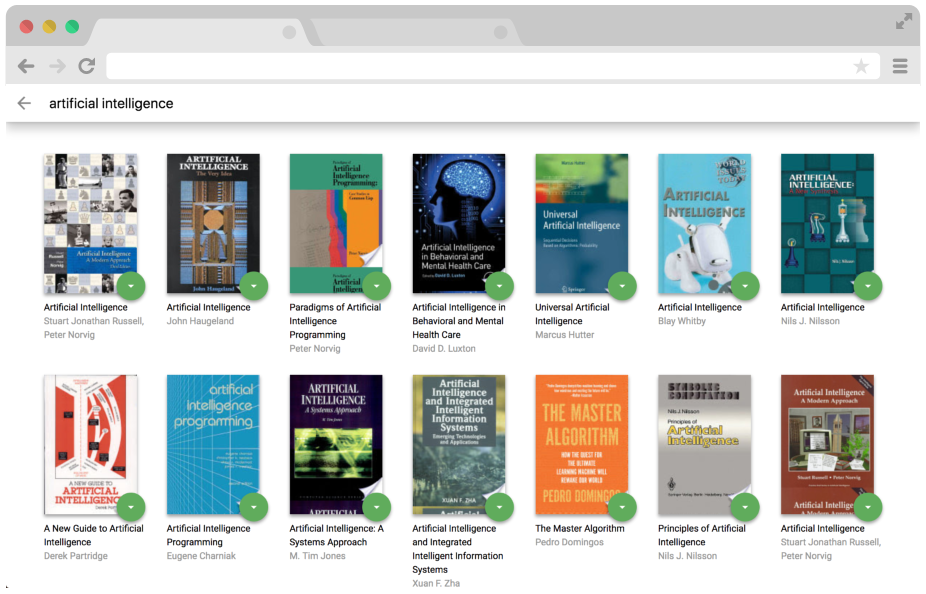 artificial intelligence
Artificial Intelligence
A Modern Approach
Russell
Norvig
ARTIFICIAL
INTELLIGENCE
The Very Idea
John Haugeland
Paradigms of
Artificial
Intelligence
Programming:
Case Studies in
Common Lisp
Peter Norvig
Artificial
Intelligence
Artificial Intelligence
in Behavioral and
Mental Health Care
David D. Luxton
Marcus Hutter
Universal
Artificial Intelligence
Sequential Decisions
Based on Algorithmic Probability
Springer
ARTIFICIAL
INTELLIGENCE
ARTIFICIAL
INTELLIGENCE:
Nils J. Nilsson
Artificial Intelligence
Stuart Jonathan Russell,
Peter Norvig
Artificial Intelligence
John Haugeland
Paradigms of Artificial
Intelligence
Programming
Peter Norvig
Artificial Intelligence in
Behavioral and Mental
Health Care
David D. Luxton
Universal Artificial
Intelligence
Marcus Hutter
Artificial Intelligence
Blay Whitby
Artificial Intelligence
Nils J. Nilsson
A NEW GUIDE TO
ARTIFICIAL
INTELLIGENCE
Derek Partridge
artificial
intelligence
programming
ARTIFICIAL
INTELLIGENCE
A Systems Approach
M. Tim Jones
ARTIFICIAL
Artificial
Intelligence
and Integrated
Intelligent
Information
Systems
Emerging Technologies
and Applications
XUAN F. ZHA
THE MASTER
ALGORITHM
HOW THE QUEST FOR
THE ULTIMATE
LEARNING MACHINE WILL
REMAKE OUR WORLD
PEDRO DOMINGOS
SYMBOLIC
COMPUTATION
Nils J. Nilsson
Principles of
Artificial
Intelligence
Artificial Intelligence
A Modern Approach
Stuart Russell • Peter Norvig
Artificial Intelligence
A New Guide to Artificial
Intelligence
Derek Partridge
Artificial Intelligence
Programming
Eugene Charniak
Artificial Intelligence: A
Systems Approach
M. Tim Jones
Artificial Intelligence
and Integrated
Intelligent Information
Systems
Xuan F. Zha
The Master Algorithm
Pedro Domingos
Principles of Artificial
Intelligence
Nils J. Nilsson
Artificial Intelligence
Stuart Jonathan Russell,
Peter Norvig